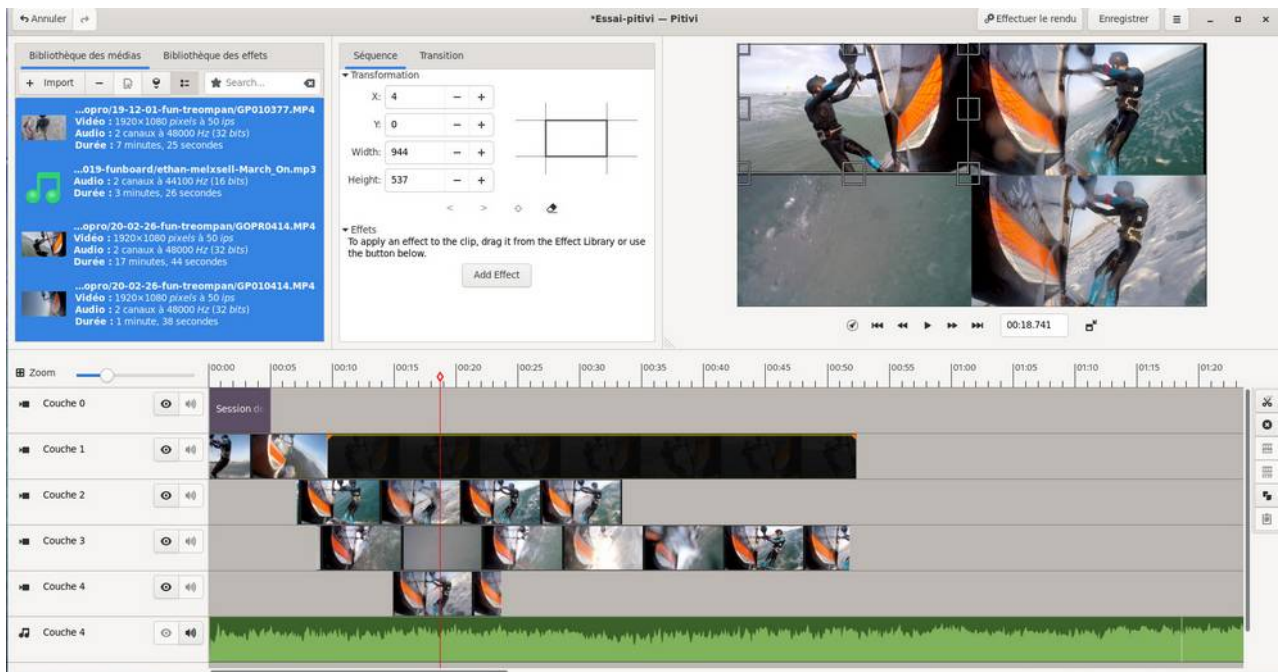 Annuler
*Essai-pitivi — Pitivi
Effectuer le rendu
Enregistrer
Bibliothèque des médias
Bibliothèque des effets
Import
Search...
...opro/19-12-01-fun-treompan/GP010377.MP4
Vidéo : 1920×1080 pixels à 50 ips
Audio : 2 canaux à 48000 Hz (32 bits)
Durée : 7 minutes, 25 secondes
...019-funboard/ethan-meixsell-March_On.mp3
Audio : 2 canaux à 44100 Hz (16 bits)
Durée : 3 minutes, 26 secondes
...opro/20-02-26-fun-treompan/GOPR0414.MP4
Vidéo : 1920×1080 pixels à 50 ips
Audio : 2 canaux à 48000 Hz (32 bits)
Durée : 17 minutes, 44 secondes
...opro/20-02-26-fun-treompan/GP010414.MP4
Vidéo : 1920×1080 pixels à 50 ips
Audio : 2 canaux à 48000 Hz (32 bits)
Durée : 1 minute, 38 secondes
Séquence
Transition
Transformation
X: 4
Y: 0
Width: 944
Height: 537
Effets
To apply an effect to the clip, drag it from the Effect Library or use
the button below.
Add Effect
00:18.741
Zoom
00:00 00:05 00:10 00:15 00:20 00:25 00:30 00:35 00:40 00:45 00:50 00:55 01:00 01:05 01:10 01:15 01:20
Couche 0
Session de
Couche 1
Couche 2
Couche 3
Couche 4
Couche 4